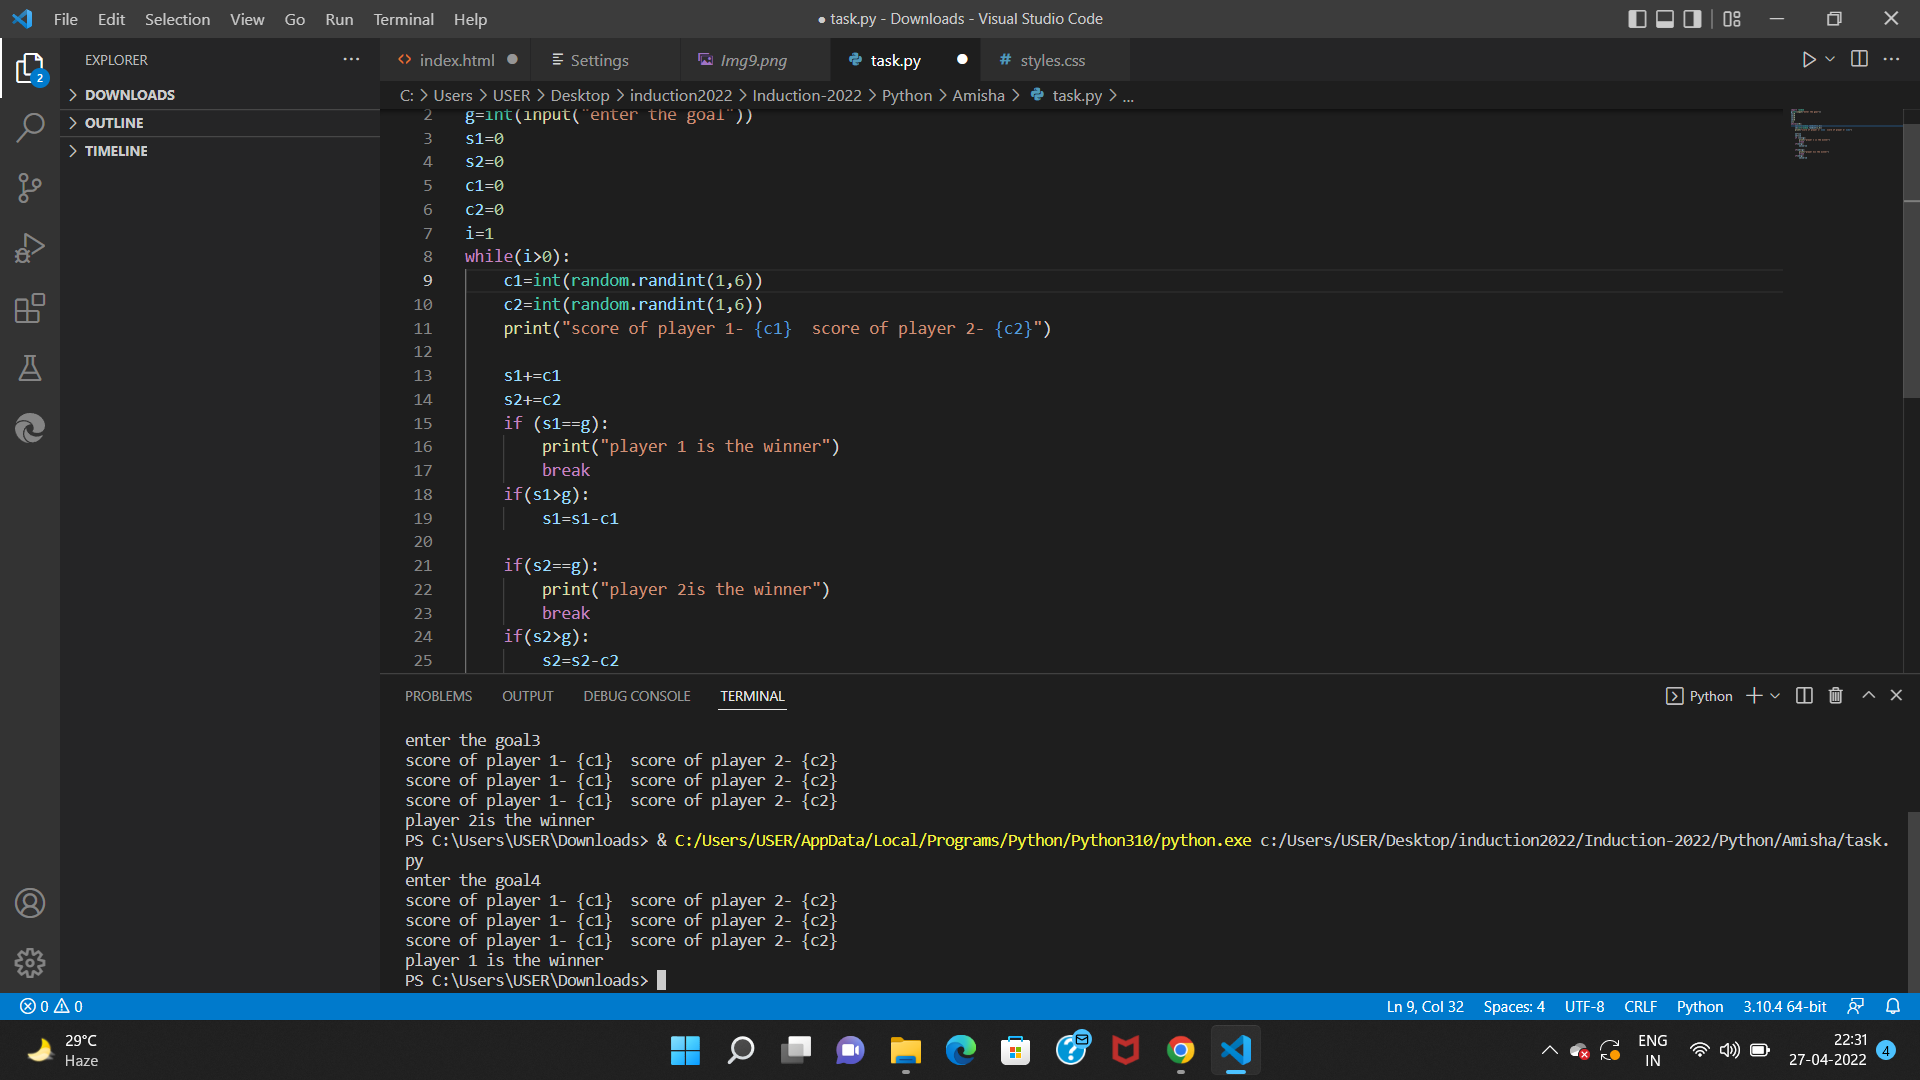 File Edit Selection View Go Run Terminal Help
● task.py - Downloads - Visual Studio Code
2
EXPLORER
DOWNLOADS
OUTLINE
TIMELINE
index.html Settings Img9.png task.py styles.css
C: > Users > USER > Desktop > induction2022 > Induction-2022 > Python > Amisha > task.py > ...
2 g=int(input("enter the goal"))
3 s1=0
4 s2=0
5 c1=0
6 c2=0
7 i=1
8 while(i>0):
9 c1=int(random.randint(1,6))
10 c2=int(random.randint(1,6))
11 print("score of player 1- {c1}  score of player 2- {c2}")
12
13 s1+=c1
14 s2+=c2
15 if (s1==g):
16 print("player 1 is the winner")
17 break
18 if(s1>g):
19 s1=s1-c1
20
21 if(s2==g):
22 print("player 2is the winner")
23 break
24 if(s2>g):
25 s2=s2-c2
PROBLEMS OUTPUT DEBUG CONSOLE TERMINAL
Python
enter the goal3
score of player 1- {c1}  score of player 2- {c2}
score of player 1- {c1}  score of player 2- {c2}
score of player 1- {c1}  score of player 2- {c2}
player 2is the winner
PS C:\Users\USER\Downloads> & C:/Users/USER/AppData/Local/Programs/Python/Python310/python.exe c:/Users/USER/Desktop/induction2022/Induction-2022/Python/Amisha/task.
py
enter the goal4
score of player 1- {c1}  score of player 2- {c2}
score of player 1- {c1}  score of player 2- {c2}
score of player 1- {c1}  score of player 2- {c2}
player 1 is the winner
PS C:\Users\USER\Downloads>
0 0
Ln 9, Col 32 Spaces: 4 UTF-8 CRLF Python 3.10.4 64-bit
29°C
Haze
ENG
IN
22:31
27-04-2022
4